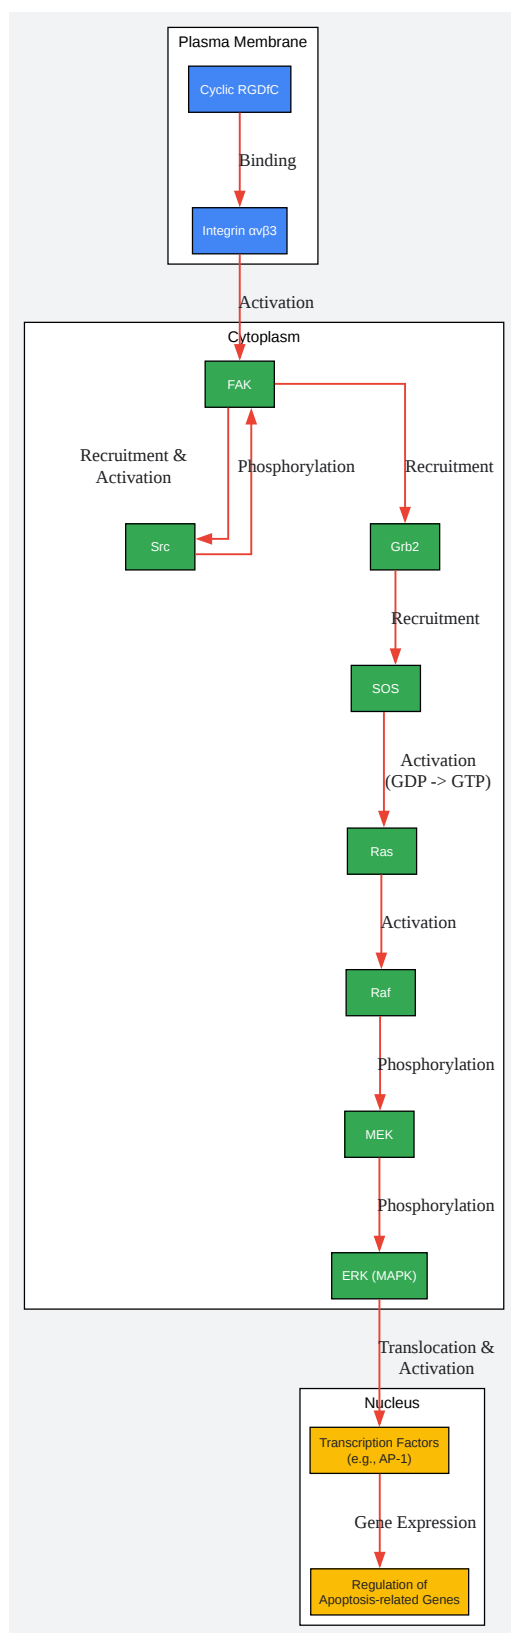 Plasma Membrane
Cyclic RGDfC
Binding
Integrin αvβ3
Activation
Cytoplasm
FAK
Recruitment &
Activation
Phosphorylation
Recruitment
Src
Grb2
Recruitment
SOS
Activation
(GDP -> GTP)
Ras
Activation
Raf
Phosphorylation
MEK
Phosphorylation
ERK (MAPK)
Translocation &
Activation
Nucleus
Transcription Factors
(e.g., AP-1)
Gene Expression
Regulation of
Apoptosis-related Genes